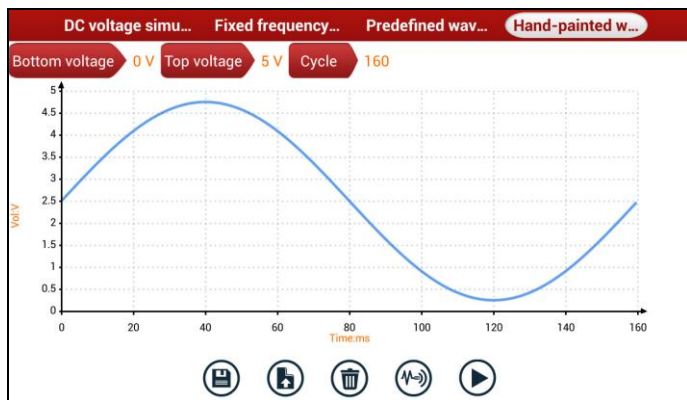 DC voltage simu... Fixed frequency... Predefined wav... Hand-painted w...
Bottom voltage 0 V Top voltage 5 V Cycle 160
5
4.5
4
3.5
3
2.5
2
1.5
1
0.5
0
Vol:V
0 20 40 60 80 100 120 140 160
Time:ms